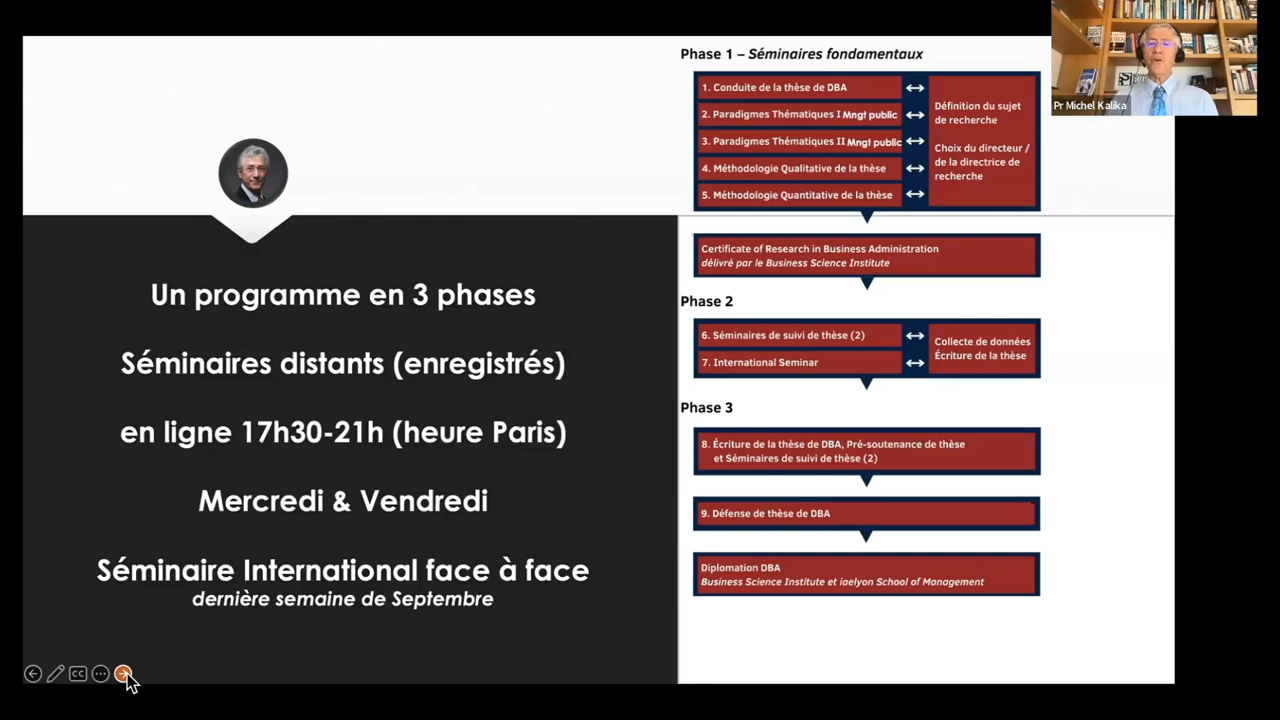 Un programme en 3 phases
Séminaires distants (enregistrés)
en ligne 17h30-21h (heure Paris)
Mercredi & Vendredi
Séminaire International face à face
dernière semaine de Septembre
CC
Phase 1 – Séminaires fondamentaux
1. Conduite de la thèse de DBA
2. Paradigmes Thématiques I Mngt public
3. Paradigmes Thématiques II Mngt public
4. Méthodologie Qualitative de la thèse
5. Méthodologie Quantitative de la thèse
Définition du sujet
de recherche
Choix du directeur /
de la directrice de
recherche
Certificate of Research in Business Administration
délivré par le Business Science Institute
Phase 2
6. Séminaires de suivi de thèse (2)
7. International Seminar
Collecte de données
Écriture de la thèse
Phase 3
8. Écriture de la thèse de DBA, Pré-soutenance de thèse
et Séminaires de suivi de thèse (2)
9. Défense de thèse de DBA
Diplomation DBA
Business Science Institute et iaelyon School of Management
Pr Michel Kalika